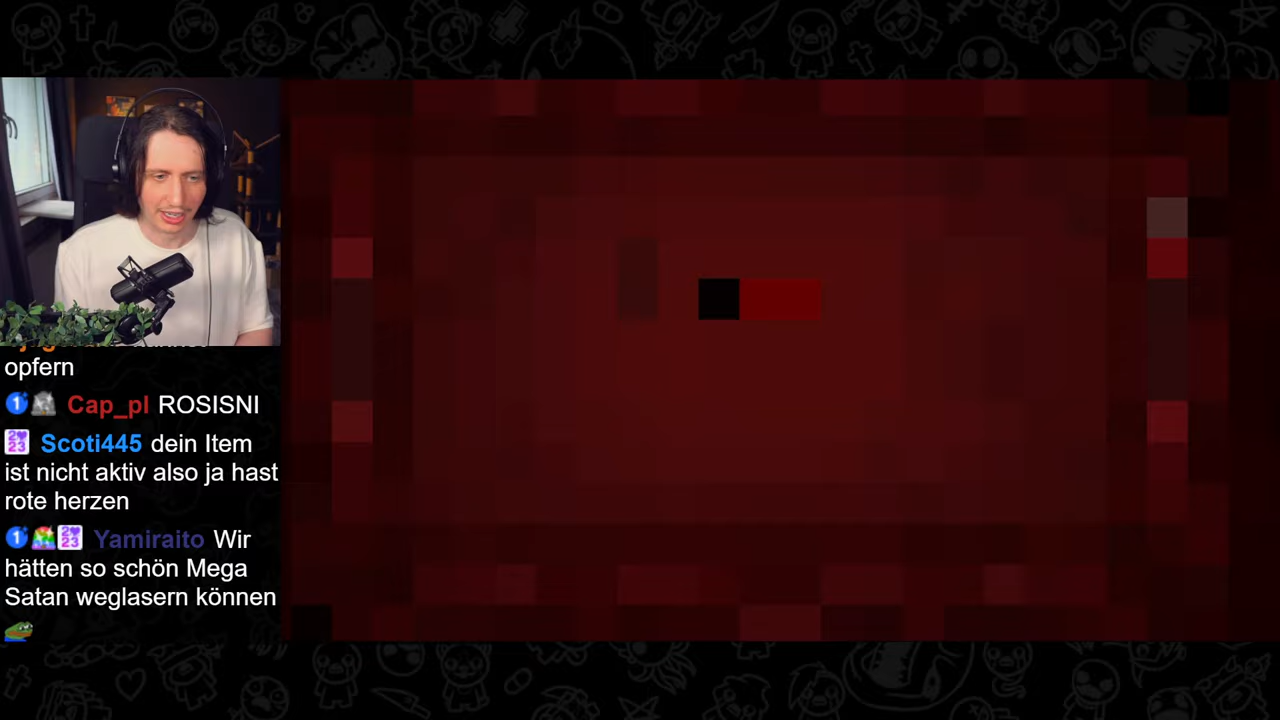 opfern
Cap_pl ROSISNI
Scoti445 dein Item
ist nicht aktiv also ja hast
rote herzen
Yamiraito Wir
hätten so schön Mega
Satan weglasern können